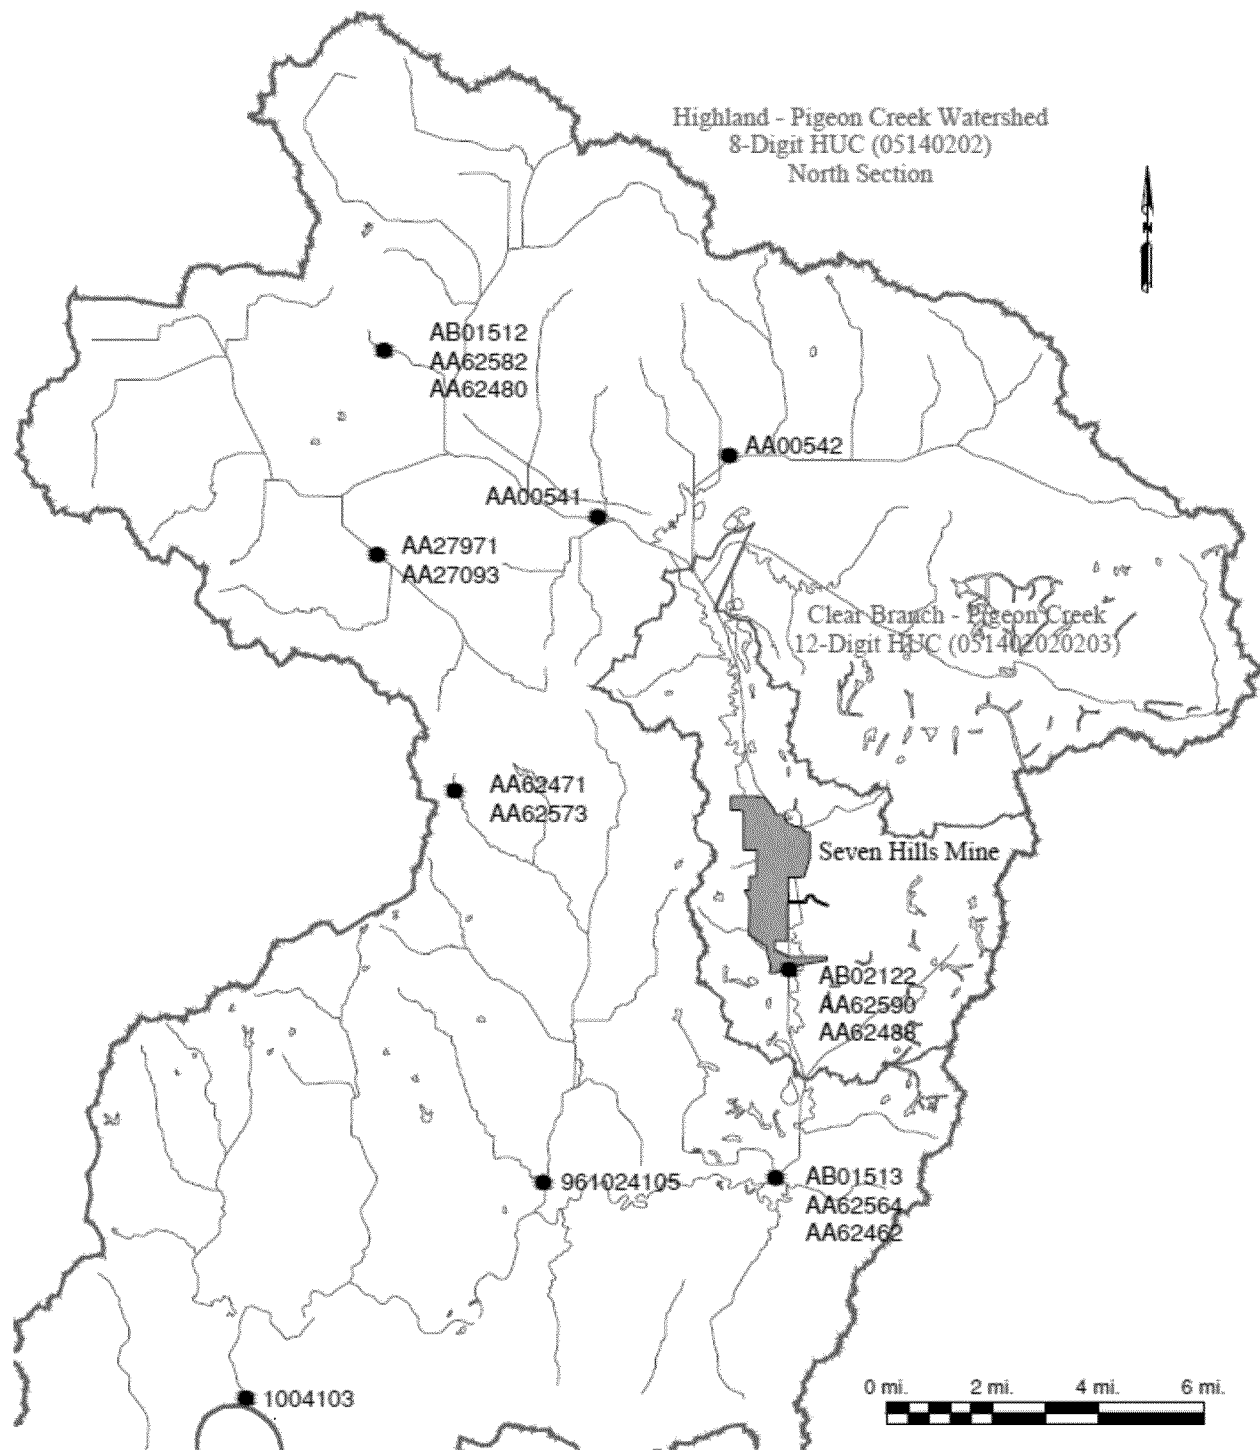 Highland - Pigeon Creek Watershed
8-Digit HUC (05140202)
North Section
N
AB01512
AA62582
AA62480
AA00542
AA00541
AA27971
AA27093
Clear Branch - Pigeon Creek
12-Digit HUC (051402020203)
AA62471
AA62573
Seven Hills Mine
AB02122
AA62590
AA62488
961024105
AB01513
AA62564
AA62462
1004103
0 mi. 2 mi. 4 mi. 6 mi.